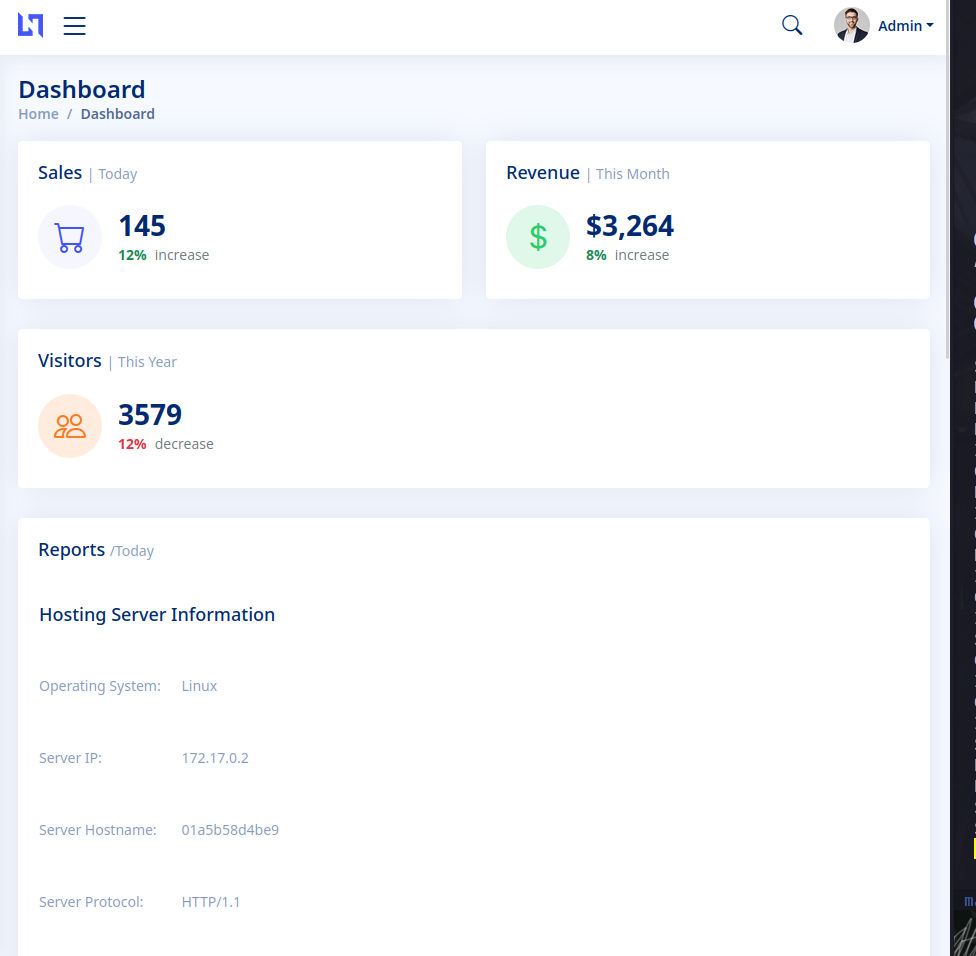 Admin
Dashboard
Home / Dashboard
Sales | Today
145
12% increase
Revenue | This Month
$3,264
8% increase
Visitors | This Year
3579
12% decrease
Reports /Today
Hosting Server Information
Operating System: Linux
Server IP: 172.17.0.2
Server Hostname: 01a5b58d4be9
Server Protocol: HTTP/1.1